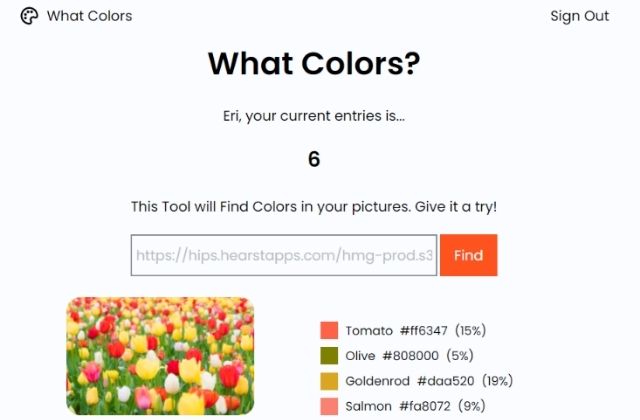 What Colors
Sign Out
What Colors?
Eri, your current entries is...
6
This Tool will Find Colors in your pictures. Give it a try!
https://hips.hearstapps.com/hmg-prod.s3
Find
Tomato #ff6347 (15%)
Olive #808000 (5%)
Goldenrod #daa520 (19%)
Salmon #fa8072 (9%)